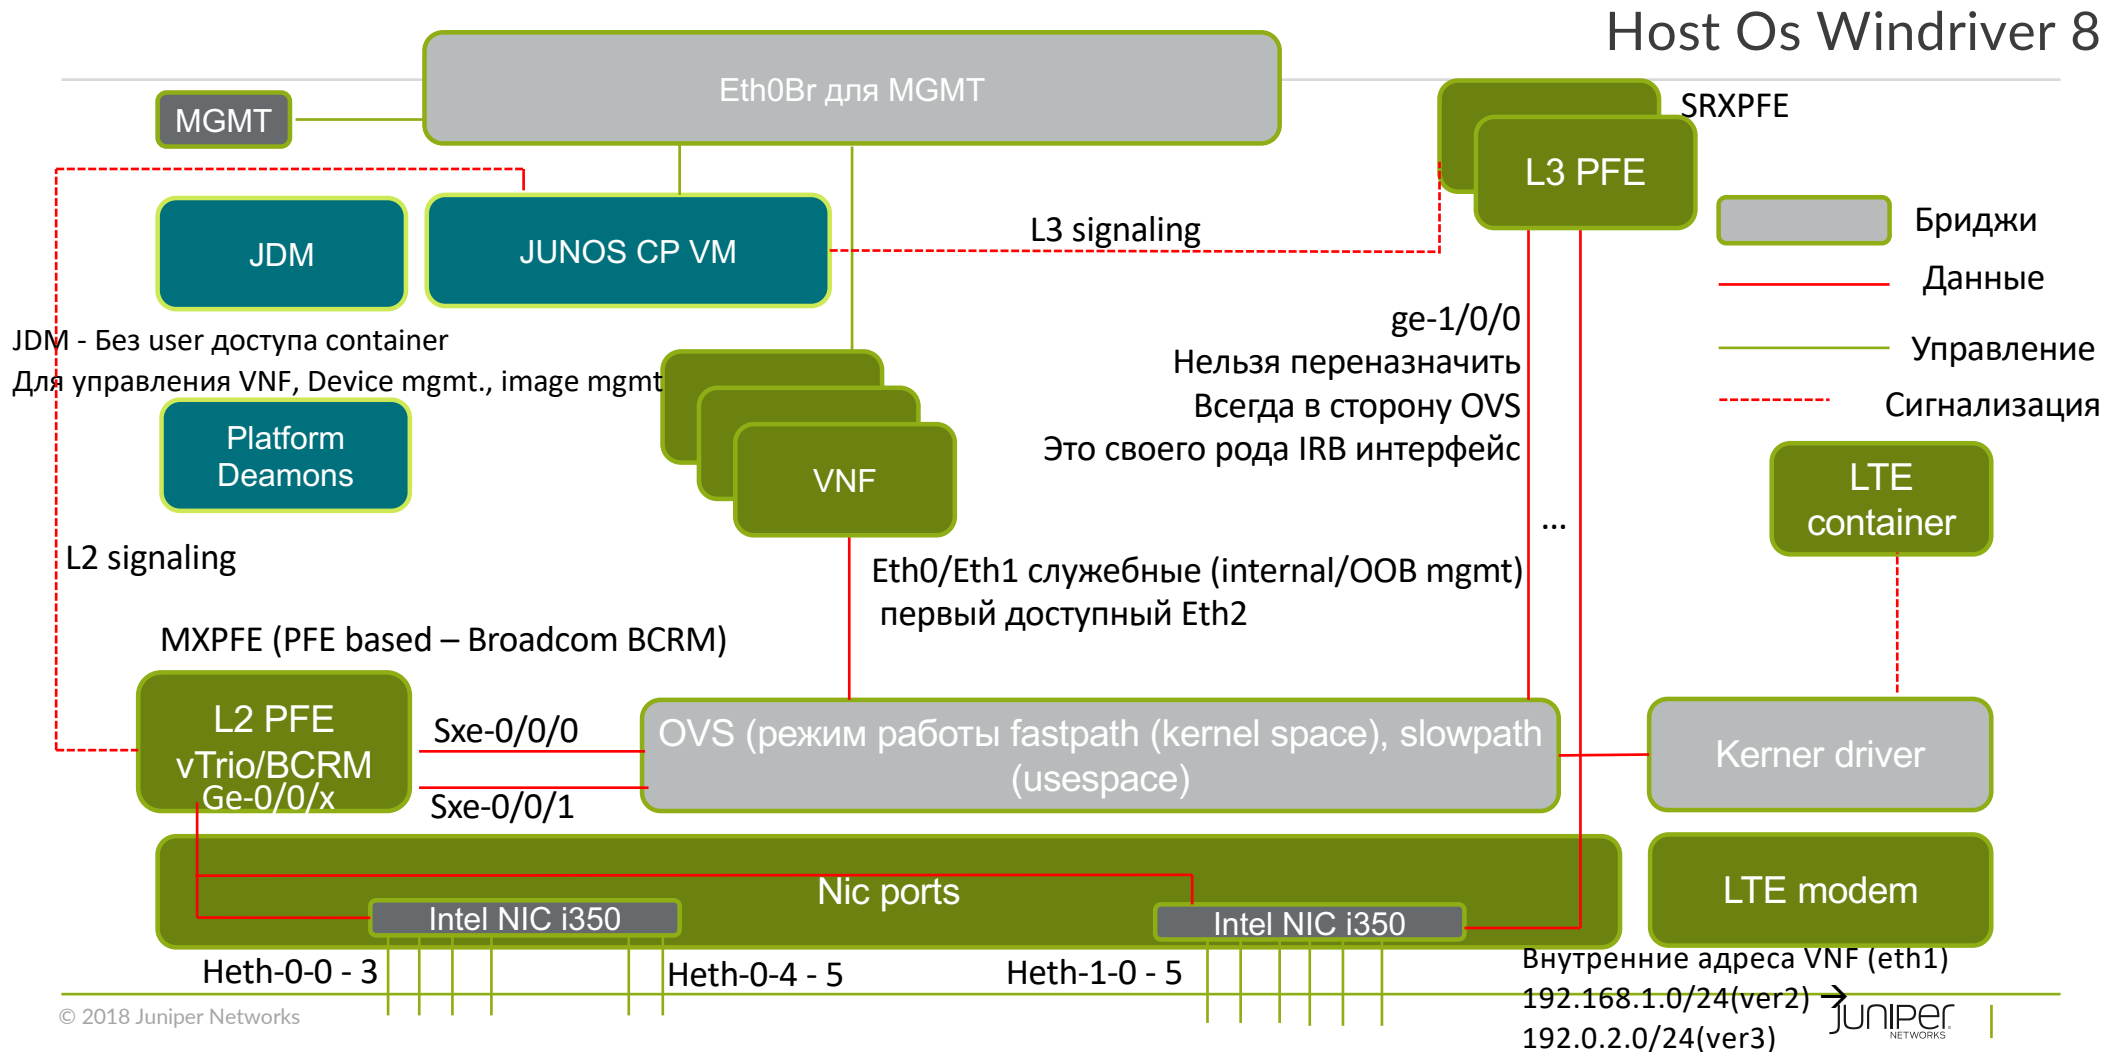 Host Os Windriver 8
Eth0Br для MGMT
MGMT
SRXPFE
L3 PFE
JDM
JUNOS CP VM
L3 signaling
Бриджи
Данные
Управление
Сигнализация
JDM - Без user доступа container
Для управления VNF, Device mgmt., image mgmt
ge-1/0/0
Нельзя переназначить
Всегда в сторону OVS
Это своего рода IRB интерфейс
Platform
Deamons
VNF
LTE
container
...
L2 signaling
Eth0/Eth1 служебные (internal/OOB mgmt)
первый доступный Eth2
MXPFE (PFE based – Broadcom BCRM)
L2 PFE
vTrio/BCRM
Ge-0/0/x
Sxe-0/0/0
Sxe-0/0/1
OVS (режим работы fastpath (kernel space), slowpath
(usespace)
Kerner driver
Nic ports
LTE modem
Intel NIC i350
Intel NIC i350
Heth-0-0 - 3
Heth-0-4 - 5
Heth-1-0 - 5
Внутренние адреса VNF (eth1)
192.168.1.0/24(ver2) →
192.0.2.0/24(ver3)
© 2018 Juniper Networks
JUNIPEr
NETWORKS